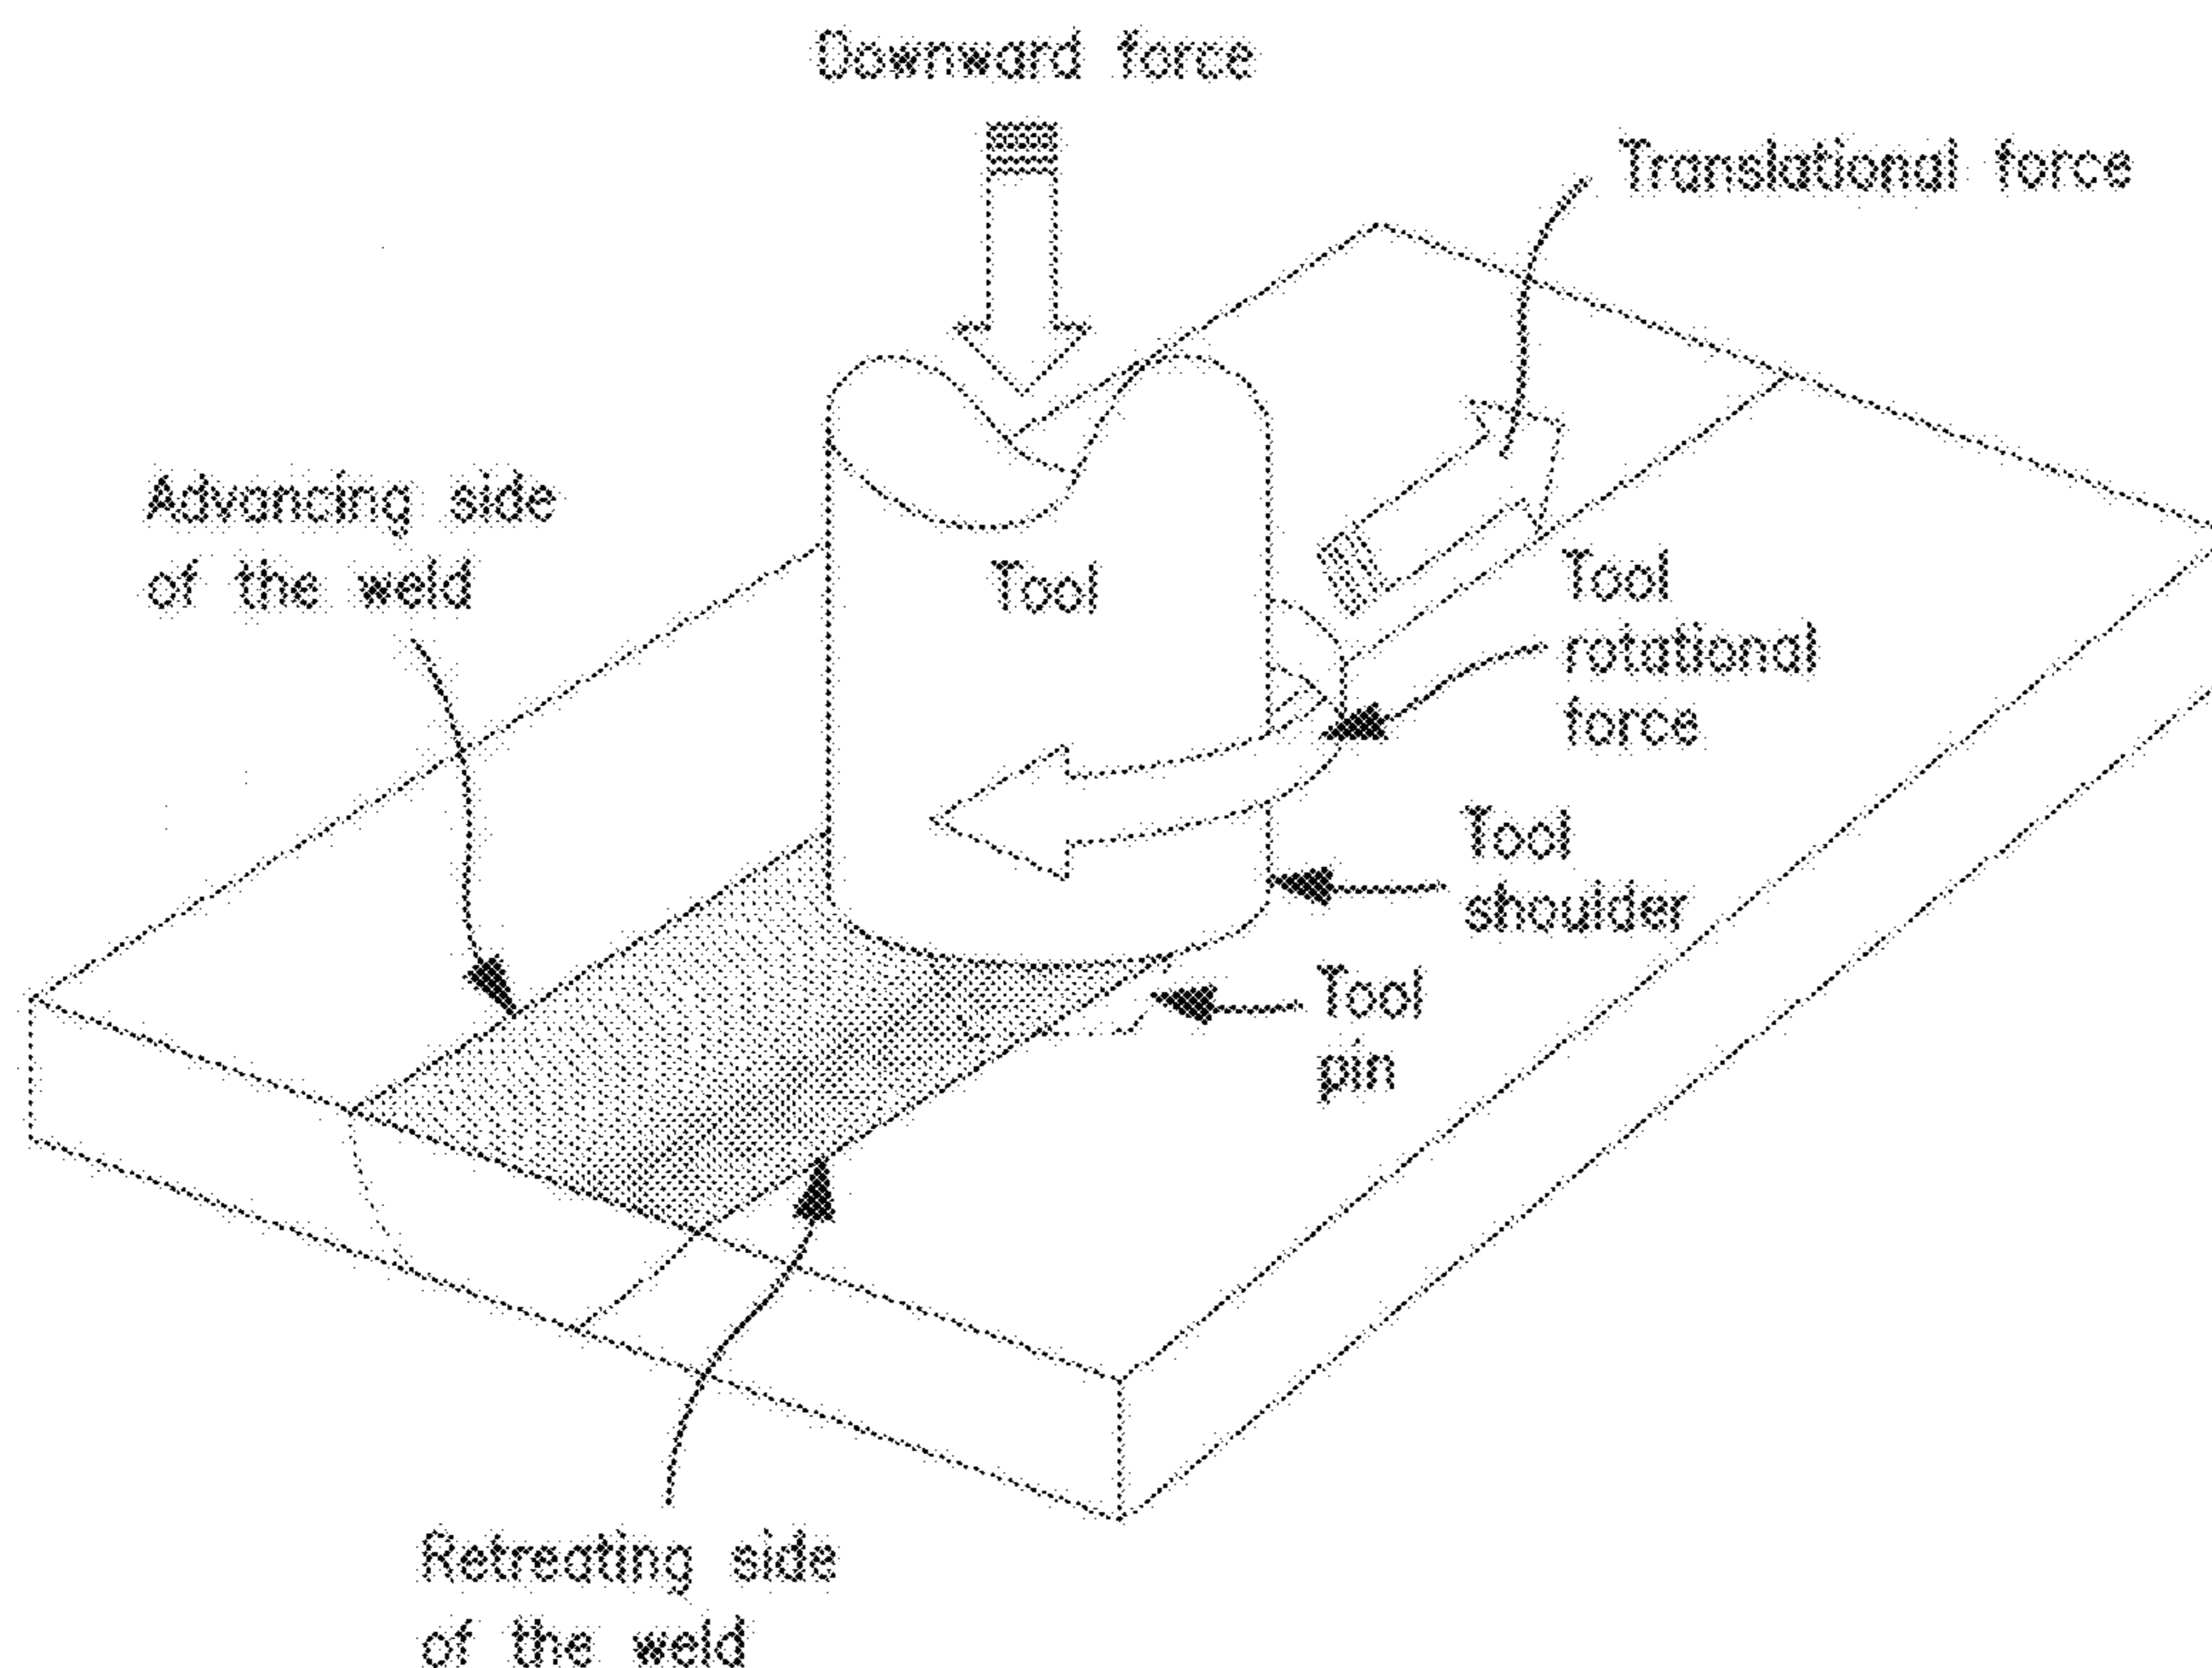 Downward force
Translational force
Advancing side
of the weld
Tool
Tool
rotational
force
Tool
shoulder
Tool
pin
Retreating side
of the weld